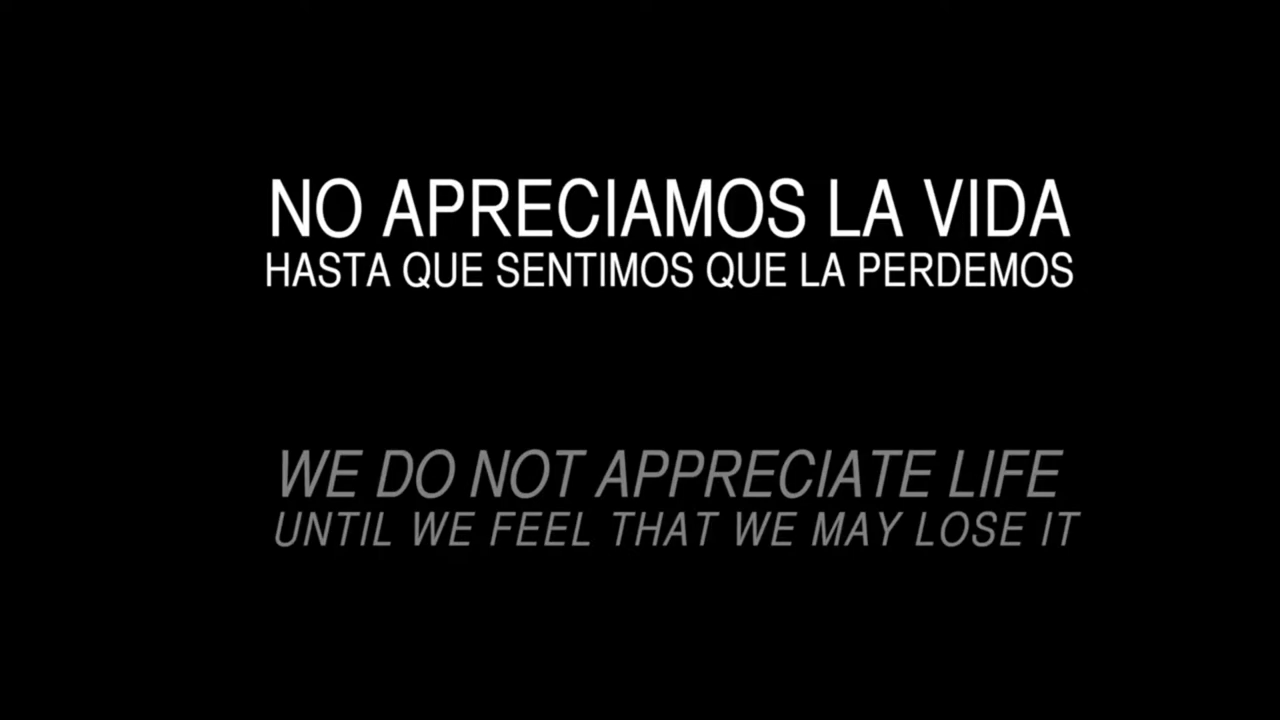 NO APRECIAMOS LA VIDA
HASTA QUE SENTIMOS QUE LA PERDEMOS
WE DO NOT APPRECIATE LIFE
UNTIL WE FEEL THAT WE MAY LOSE IT